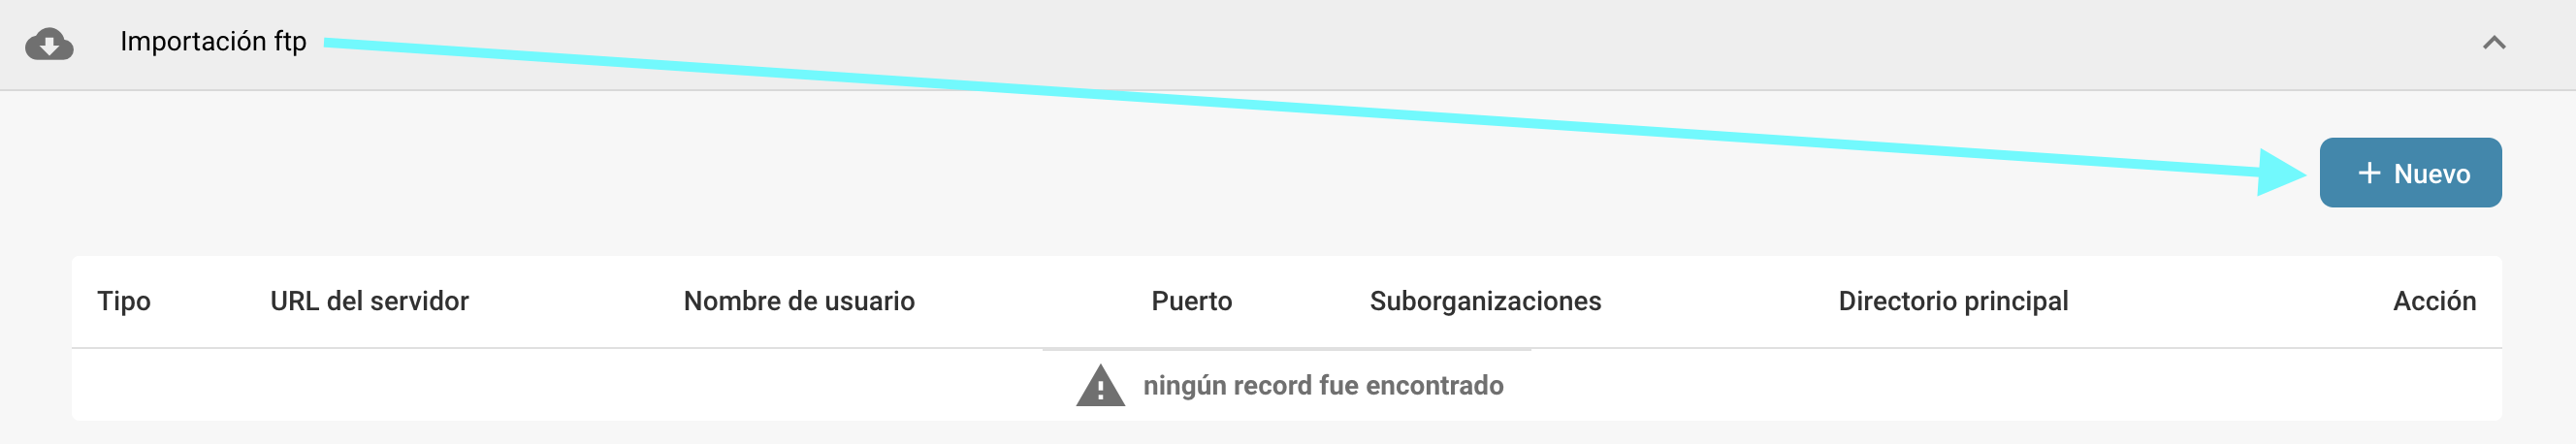 Importación ftp
+ Nuevo
Tipo URL del servidor Nombre de usuario Puerto Suborganizaciones Directorio principal Acción
ningún record fue encontrado